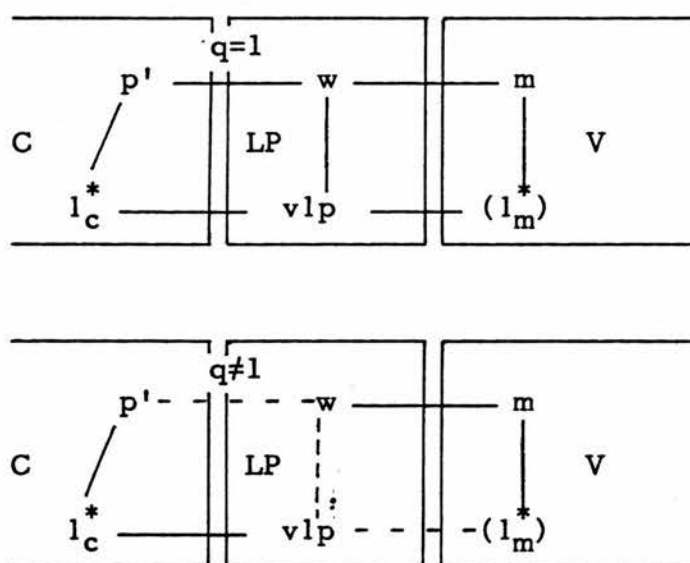 q=1
p' w m
C LP V
l*c vlp (l*m)
q≠1
p' w m
C LP V
l*c vlp (l*m)